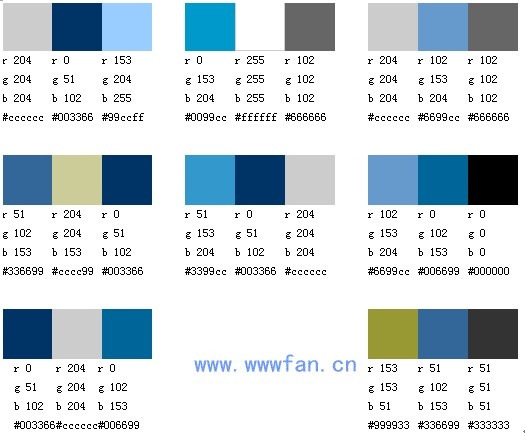 r 204 r 0 r 153 r 0 r 255 r 102 r 204 r 102 r 102
g 204 g 51 g 204 g 153 g 255 g 102 g 204 g 153 g 102
b 204 b 102 b 255 b 204 b 255 b 102 b 204 b 204 b 102
#cccccc #003366 #99ccff #0099cc #ffffff #666666 #cccccc #6699cc #666666
r 51 r 204 r 0 r 51 r 0 r 204 r 102 r 0 r 0
g 102 g 204 g 51 g 153 g 51 g 204 g 153 g 102 g 0
b 153 b 153 b 102 b 204 b 102 b 204 b 204 b 153 b 0
#336699 #cccc99 #003366 #3399cc #003366 #cccccc #6699cc #006699 #000000
www.wwwfan.cn
r 0 r 204 r 0 r 153 r 51 r 51
g 51 g 204 g 102 g 153 g 102 g 51
b 102 b 204 b 153 b 51 b 153 b 51
#003366#cccccc#006699 #999933 #336699 #333333